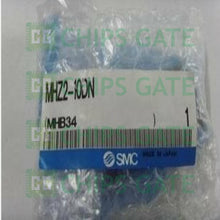 CHIPS GATE
MHZ2-10DN
(MHB34 ) 1
SMC MADE IN JAPAN